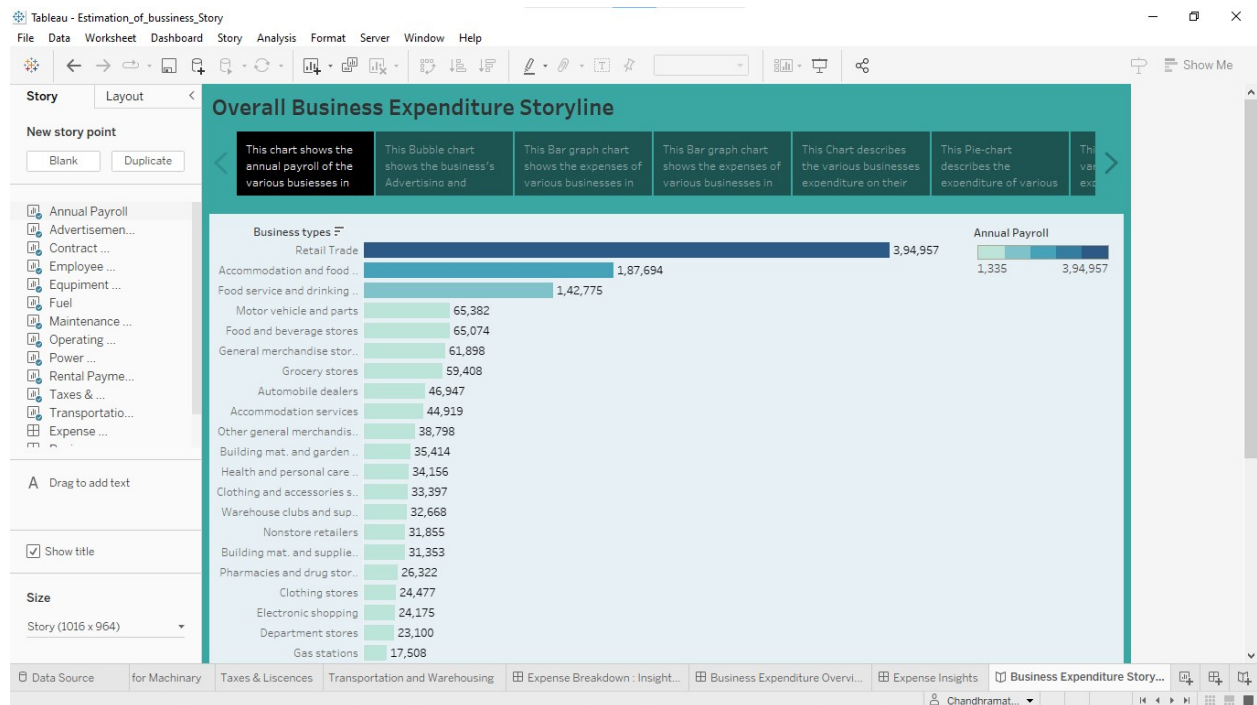 Tableau - Estimation_of_bussiness_Story
File Data Worksheet Dashboard Story Analysis Format Server Window Help
Show Me
Story Layout
New story point
Blank Duplicate
Annual Payroll
Advertisemen...
Contract ...
Employee ...
Equpiment ...
Fuel
Maintenance ...
Operating ...
Power ...
Rental Payme...
Taxes & ...
Transportatio...
Expense ...
A Drag to add text
Show title
Size
Story (1016 x 964)
Overall Business Expenditure Storyline
This chart shows the
annual payroll of the
various busiesses in
This Bubble chart
shows the business's
Advertising and
This Bar graph chart
shows the expenses of
various businesses in
This Bar graph chart
shows the expenses of
various businesses in
This Chart describes
the various businesses
expenditure on their
This Pie-chart
describes the
expenditure of various
Business types
Retail Trade 3,94,957
Accommodation and food .. 1,87,694
Food service and drinking .. 1,42,775
Motor vehicle and parts 65,382
Food and beverage stores 65,074
General merchandise stor.. 61,898
Grocery stores 59,408
Automobile dealers 46,947
Accommodation services 44,919
Other general merchandis.. 38,798
Building mat. and garden .. 35,414
Health and personal care .. 34,156
Clothing and accessories s.. 33,397
Warehouse clubs and sup.. 32,668
Nonstore retailers 31,855
Building mat. and supplie.. 31,353
Pharmacies and drug stor.. 26,322
Clothing stores 24,477
Electronic shopping 24,175
Department stores 23,100
Gas stations 17,508
Annual Payroll
1,335 3,94,957
Data Source for Machinary Taxes & Liscences Transportation and Warehousing Expense Breakdown : Insight... Business Expenditure Overvi... Expense Insights Business Expenditure Story...
Chandhramat...